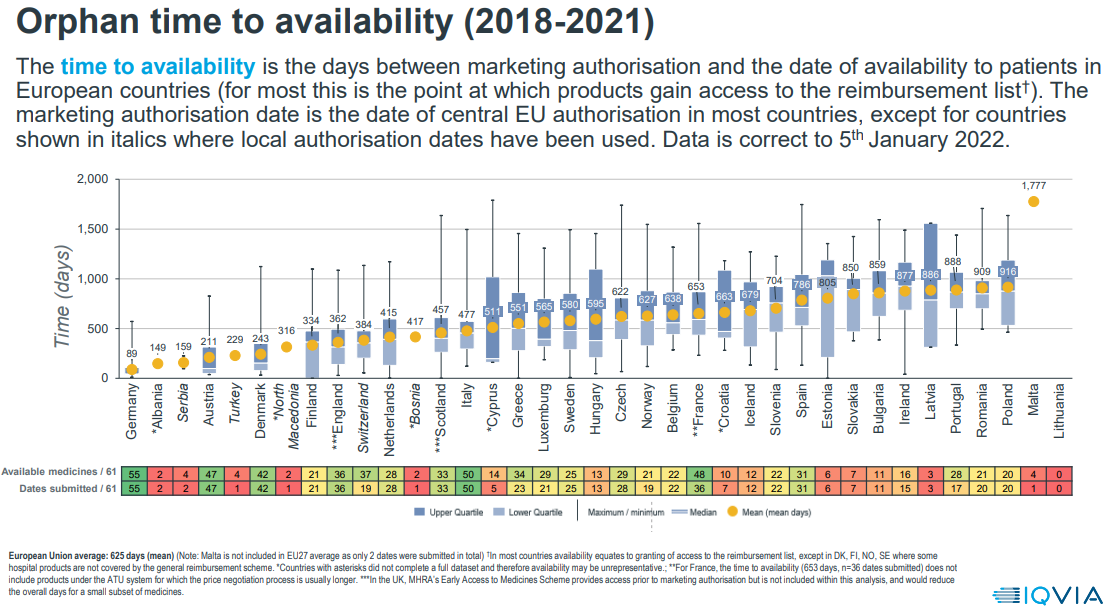 Orphan time to availability (2018-2021)
The time to availability is the days between marketing authorisation and the date of availability to patients in
European countries (for most this is the point at which products gain access to the reimbursement list†). The
marketing authorisation date is the date of central EU authorisation in most countries, except for countries
shown in italics where local authorisation dates have been used. Data is correct to 5th January 2022.
Time (days)
2,000
1,500
1,000
500
0
89 149 159 211 229 243 316 334 362 384 415 417 457 477 511 551 565 580 595 622 627 638 653 663 679 704 786 805 850 859 877 886 888 909 916 1,777
Germany
*Albania
Serbia
Austria
Turkey
Denmark
*North
Macedonia
Finland
***England
Switzerland
Netherlands
*Bosnia
***Scotland
Italy
*Cyprus
Greece
Luxemburg
Sweden
Hungary
Czech
Norway
Belgium
**France
*Croatia
Iceland
Slovenia
Spain
Estonia
Slovakia
Bulgaria
Ireland
Latvia
Portugal
Romania
Poland
Malta
Lithuania
Available medicines / 61 55 2 4 47 4 42 2 21 36 37 28 2 33 50 14 34 29 25 13 29 21 22 48 10 12 22 31 6 7 11 16 3 28 21 20 4 0
Dates submitted / 61 55 2 2 47 1 42 1 21 36 19 28 1 33 50 5 23 21 25 13 28 19 22 36 7 12 22 31 6 7 11 15 3 17 20 20 1 0
Upper Quartile Lower Quartile Maximum / minimum Median Mean (mean days)
European Union average: 625 days (mean) (Note: Malta is not included in EU27 average as only 2 dates were submitted in total) †In most countries availability equates to granting of access to the reimbursement list, except in DK, FI, NO, SE where some
hospital products are not covered by the general reimbursement scheme. *Countries with asterisks did not complete a full dataset and therefore availability may be unrepresentative.; **For France, the time to availability (653 days, n=36 dates submitted) does not
include products under the ATU system for which the price negotiation process is usually longer. ***In the UK, MHRA's Early Access to Medicines Scheme provides access prior to marketing authorisation but is not included within this analysis, and would reduce
the overall days for a small subset of medicines.
IQVIA